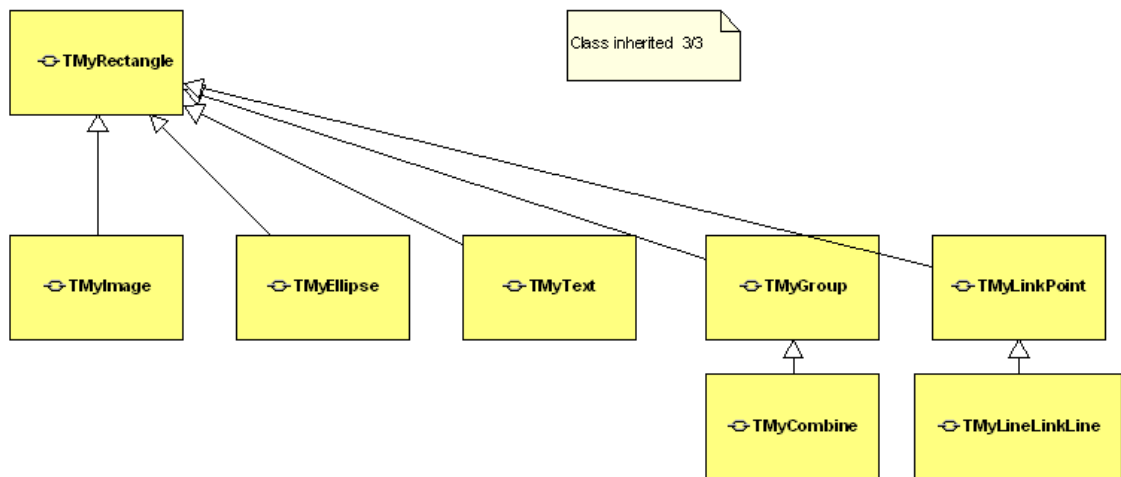 TMyRectangle
Class inherited 3/3
TMyImage
TMyEllipse
TMyText
TMyGroup
TMyLinkPoint
TMyCombine
TMyLineLinkLine